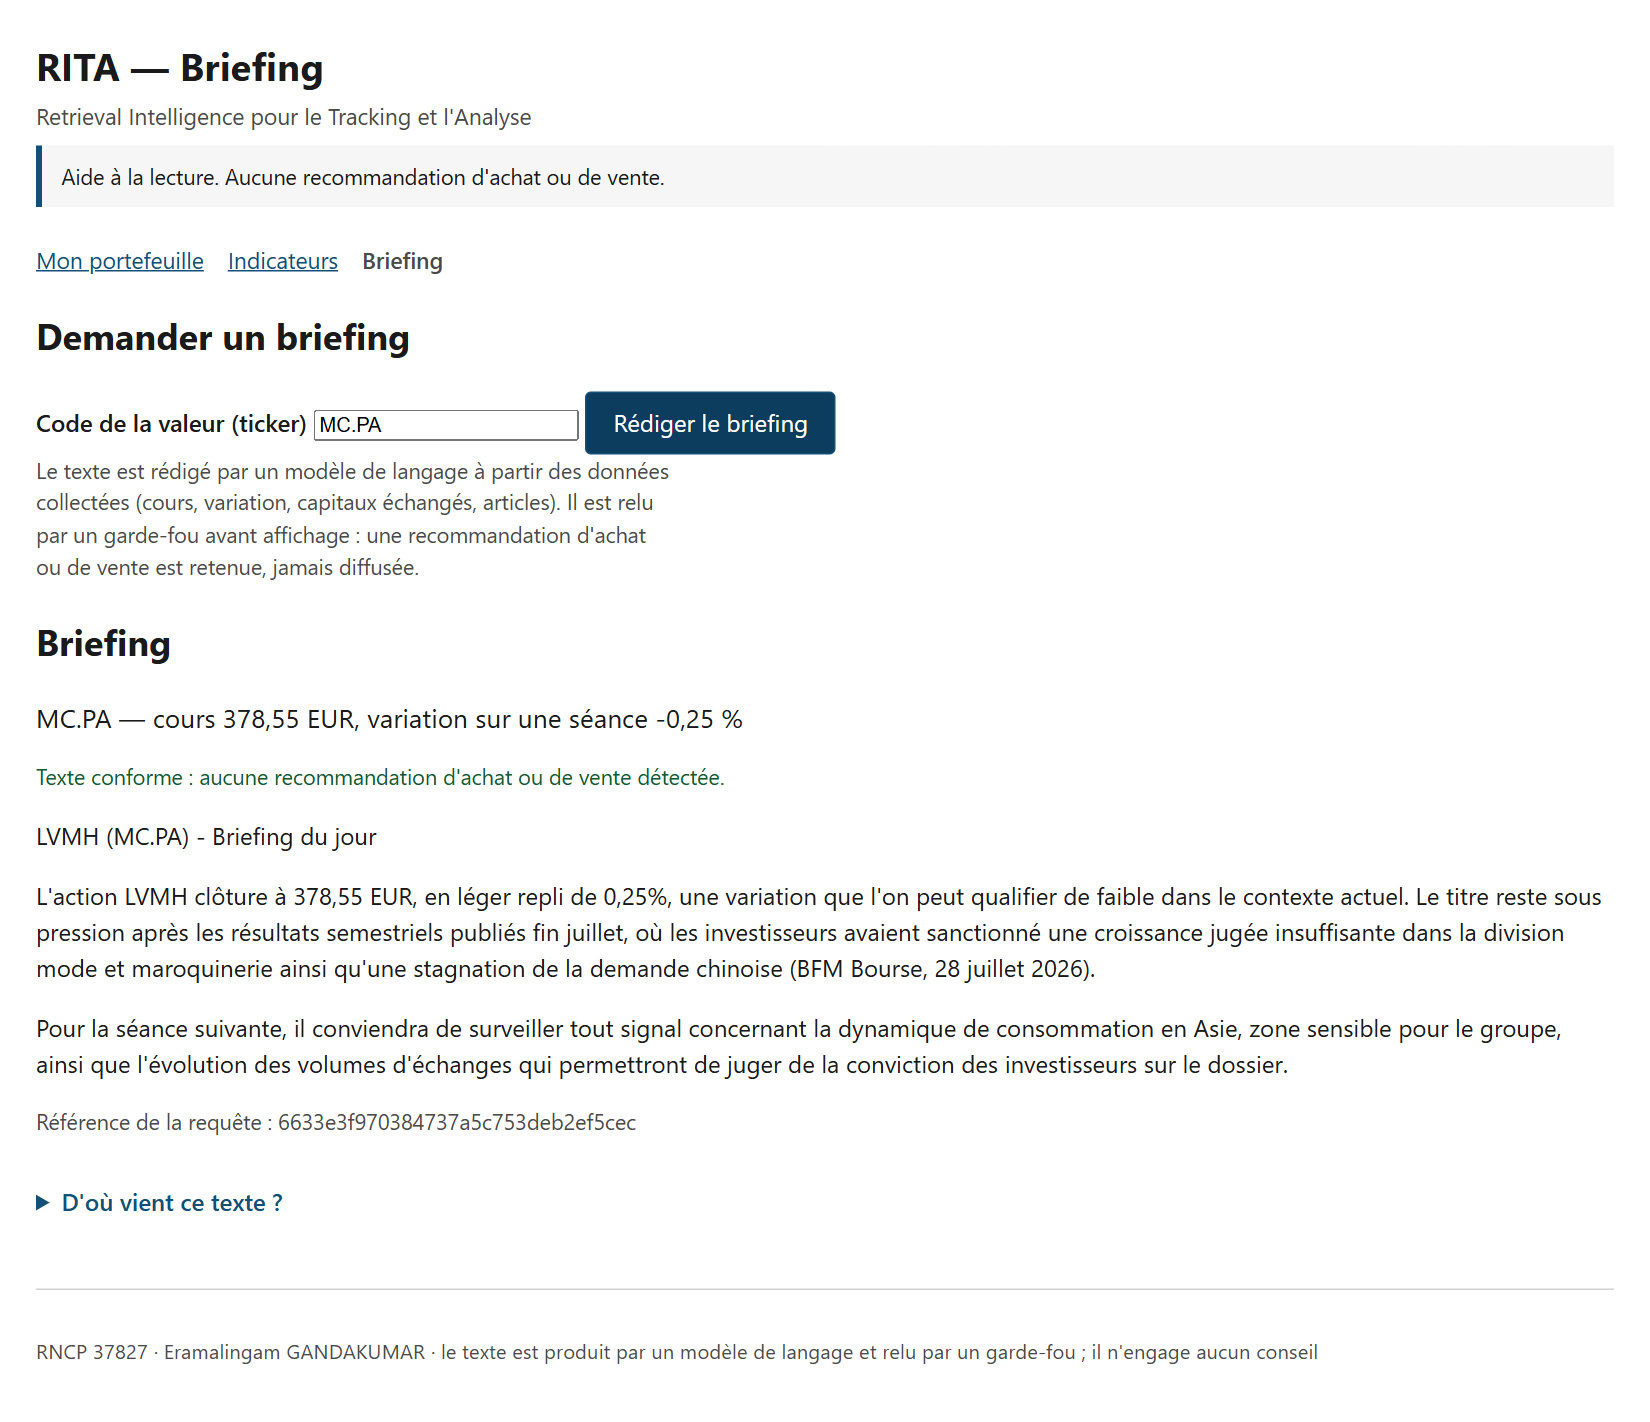 RITA — Briefing
Retrieval Intelligence pour le Tracking et l'Analyse
Aide à la lecture. Aucune recommandation d'achat ou de vente.
Mon portefeuille Indicateurs Briefing
Demander un briefing
Code de la valeur (ticker) MC.PA Rédiger le briefing
Le texte est rédigé par un modèle de langage à partir des données
collectées (cours, variation, capitaux échangés, articles). Il est relu
par un garde-fou avant affichage : une recommandation d'achat
ou de vente est retenue, jamais diffusée.
Briefing
MC.PA — cours 378,55 EUR, variation sur une séance -0,25 %
Texte conforme : aucune recommandation d'achat ou de vente détectée.
LVMH (MC.PA) - Briefing du jour
L'action LVMH clôture à 378,55 EUR, en léger repli de 0,25%, une variation que l'on peut qualifier de faible dans le contexte actuel. Le titre reste sous
pression après les résultats semestriels publiés fin juillet, où les investisseurs avaient sanctionné une croissance jugée insuffisante dans la division
mode et maroquinerie ainsi qu'une stagnation de la demande chinoise (BFM Bourse, 28 juillet 2026).
Pour la séance suivante, il conviendra de surveiller tout signal concernant la dynamique de consommation en Asie, zone sensible pour le groupe,
ainsi que l'évolution des volumes d'échanges qui permettront de juger de la conviction des investisseurs sur le dossier.
Référence de la requête : 6633e3f970384737a5c753deb2ef5cec
D'où vient ce texte ?
RNCP 37827 · Eramalingam GANDAKUMAR · le texte est produit par un modèle de langage et relu par un garde-fou ; il n'engage aucun conseil